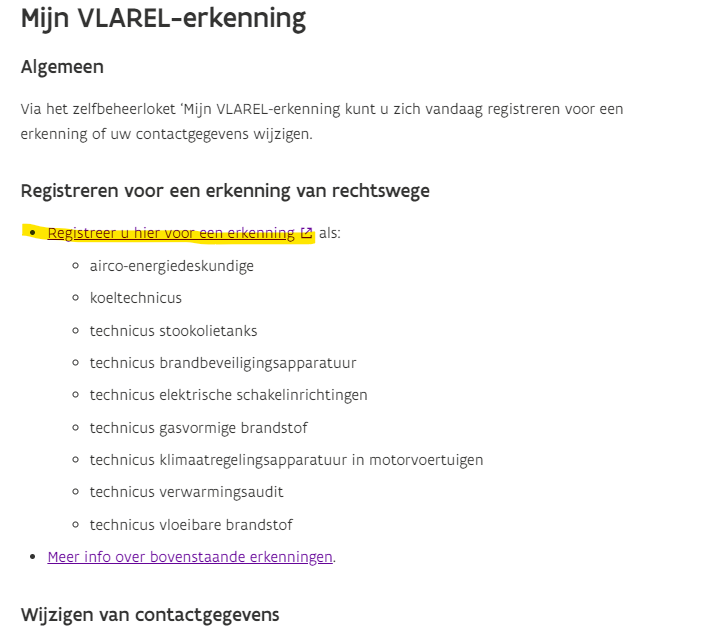 Mijn VLAREL-erkenning
Algemeen
Via het zelfbeheerloket ‘Mijn VLAREL-erkenning kunt u zich vandaag registreren voor een
erkenning of uw contactgegevens wijzigen.
Registreren voor een erkenning van rechtswege
• Registreer u hier voor een erkenning als:
◦ airco-energiedeskundige
◦ koeltechnicus
◦ technicus stookolietanks
◦ technicus brandbeveiligingsapparatuur
◦ technicus elektrische schakelinrichtingen
◦ technicus gasvormige brandstof
◦ technicus klimaatregelingsapparatuur in motorvoertuigen
◦ technicus verwarmingsaudit
◦ technicus vloeibare brandstof
• Meer info over bovenstaande erkenningen.
Wijzigen van contactgegevens